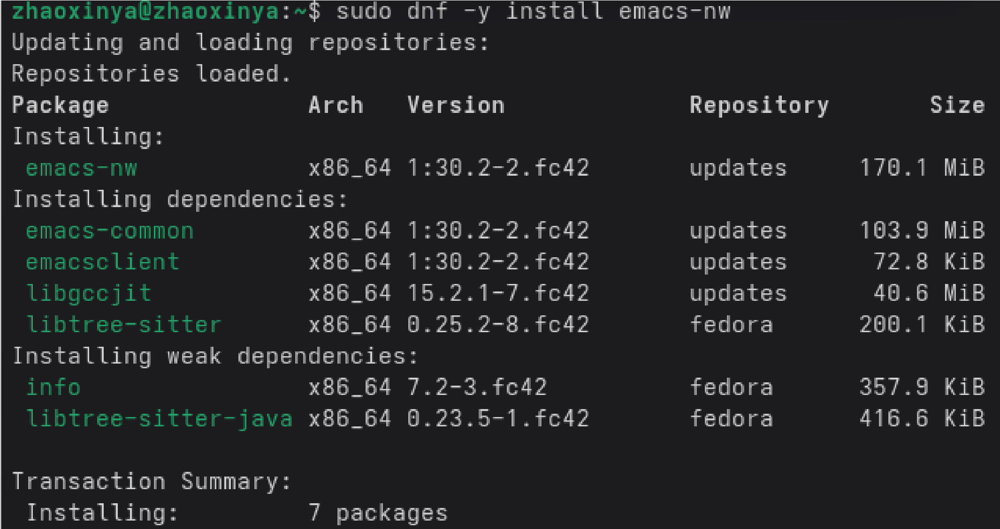 zhaoxinya@zhaoxinya:~$ sudo dnf -y install emacs-nw
Updating and loading repositories:
Repositories loaded.
Package Arch Version Repository Size
Installing:
emacs-nw x86_64 1:30.2-2.fc42 updates 170.1 MiB
Installing dependencies:
emacs-common x86_64 1:30.2-2.fc42 updates 103.9 MiB
emacsclient x86_64 1:30.2-2.fc42 updates 72.8 KiB
libgccjit x86_64 15.2.1-7.fc42 updates 40.6 MiB
libtree-sitter x86_64 0.25.2-8.fc42 fedora 200.1 KiB
Installing weak dependencies:
info x86_64 7.2-3.fc42 fedora 357.9 KiB
libtree-sitter-java x86_64 0.23.5-1.fc42 fedora 416.6 KiB
Transaction Summary:
Installing: 7 packages